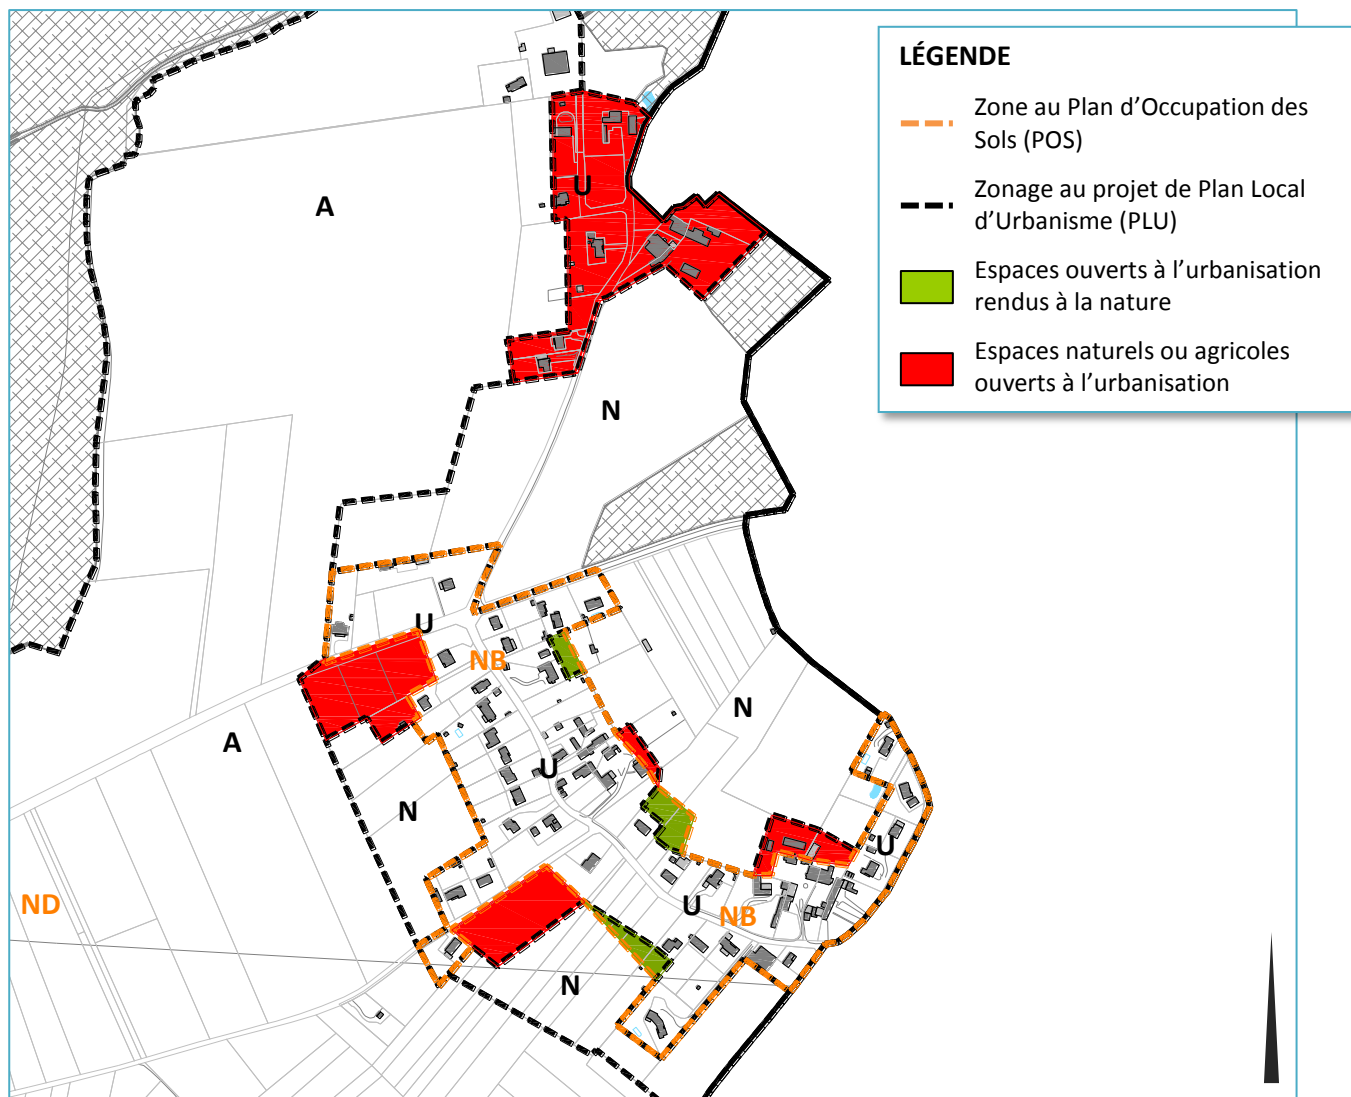 LÉGENDE
Zone au Plan d’Occupation des
Sols (POS)
Zonage au projet de Plan Local
d’Urbanisme (PLU)
Espaces ouverts à l’urbanisation
rendus à la nature
Espaces naturels ou agricoles
ouverts à l’urbanisation
A
U
N
U
NB
N
A
U
N
U
ND
U
NB
N